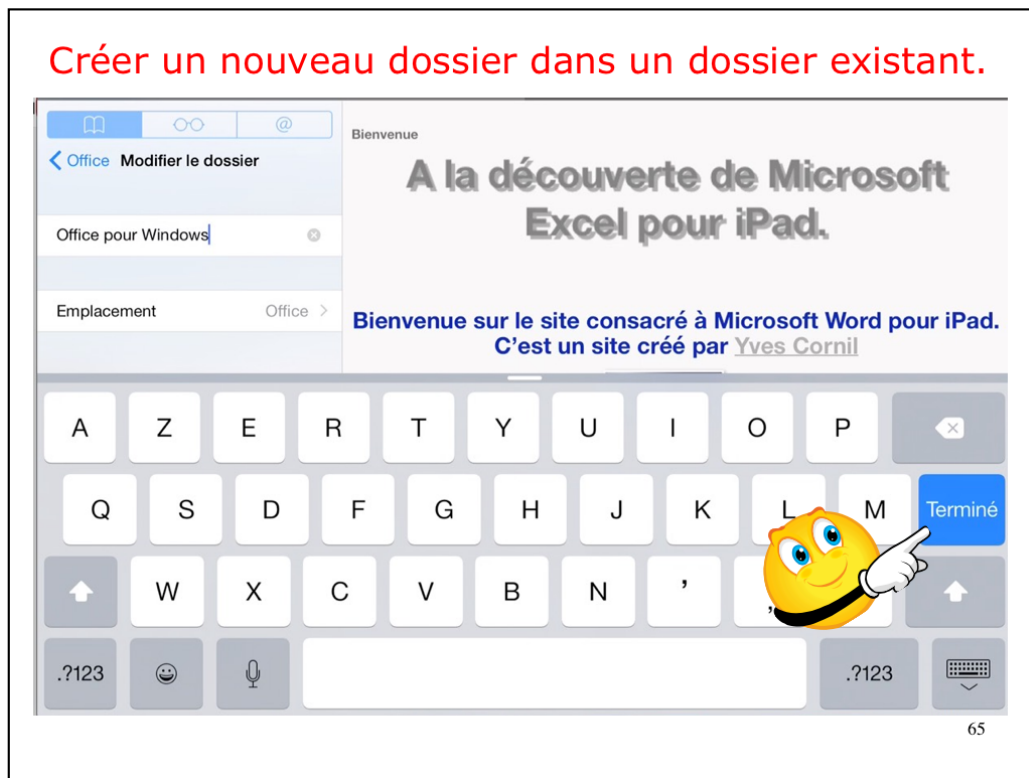 Créer un nouveau dossier dans un dossier existant.
@
Office Modifier le dossier
Office pour Windows
Emplacement Office >
Bienvenue
A la découverte de Microsoft
Excel pour iPad.
Bienvenue sur le site consacré à Microsoft Word pour iPad.
C'est un site créé par Yves Cornil
A Z E R T Y U I O P
Q S D F G H J K L M Terminé
W X C V B N ' ,
.?123 .?123
65